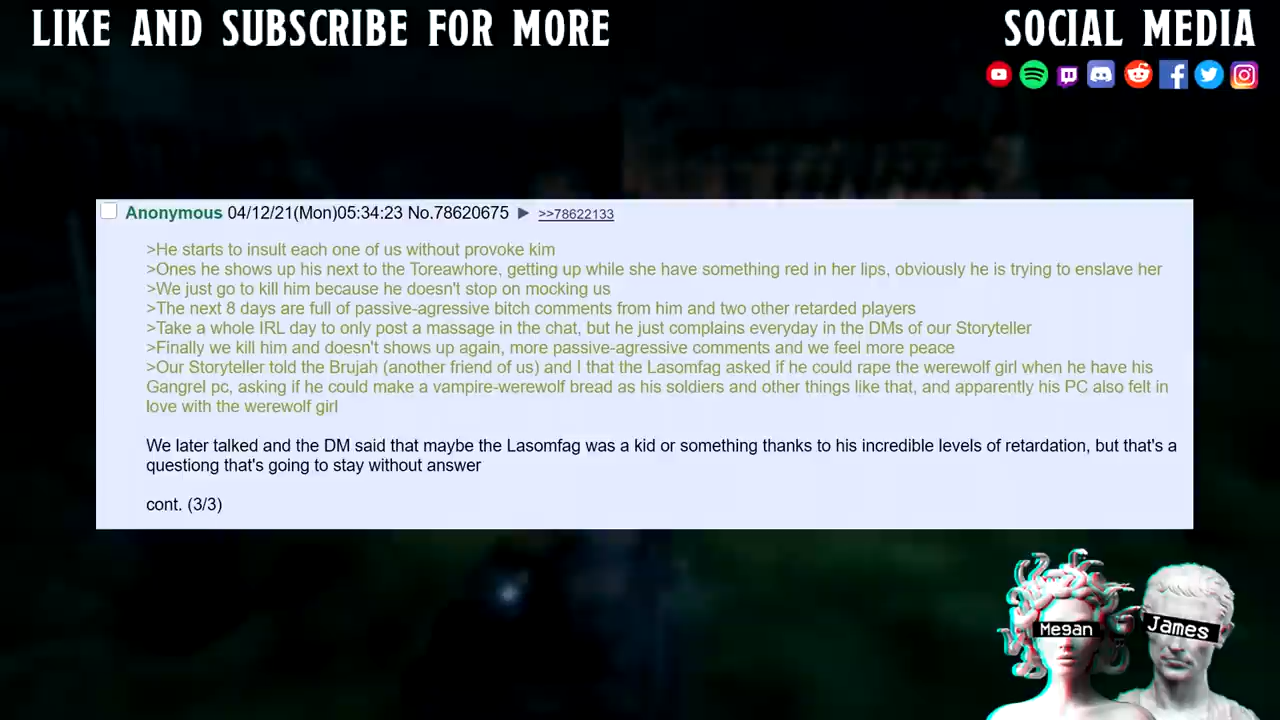 LIKE AND SUBSCRIBE FOR MORE
SOCIAL MEDIA
Anonymous 04/12/21(Mon)05:34:23 No.78620675 ▶ >>78622133
>He starts to insult each one of us without provoke kim
>Ones he shows up his next to the Toreawhore, getting up while she have something red in her lips, obviously he is trying to enslave her
>We just go to kill him because he doesn't stop on mocking us
>The next 8 days are full of passive-agressive bitch comments from him and two other retarded players
>Take a whole IRL day to only post a massage in the chat, but he just complains everyday in the DMs of our Storyteller
>Finally we kill him and doesn't shows up again, more passive-agressive comments and we feel more peace
>Our Storyteller told the Brujah (another friend of us) and I that the Lasomfag asked if he could rape the werewolf girl when he have his
Gangrel pc, asking if he could make a vampire-werewolf bread as his soldiers and other things like that, and apparently his PC also felt in
love with the werewolf girl
We later talked and the DM said that maybe the Lasomfag was a kid or something thanks to his incredible levels of retardation, but that's a
questiong that's going to stay without answer
cont. (3/3)
Megan
James